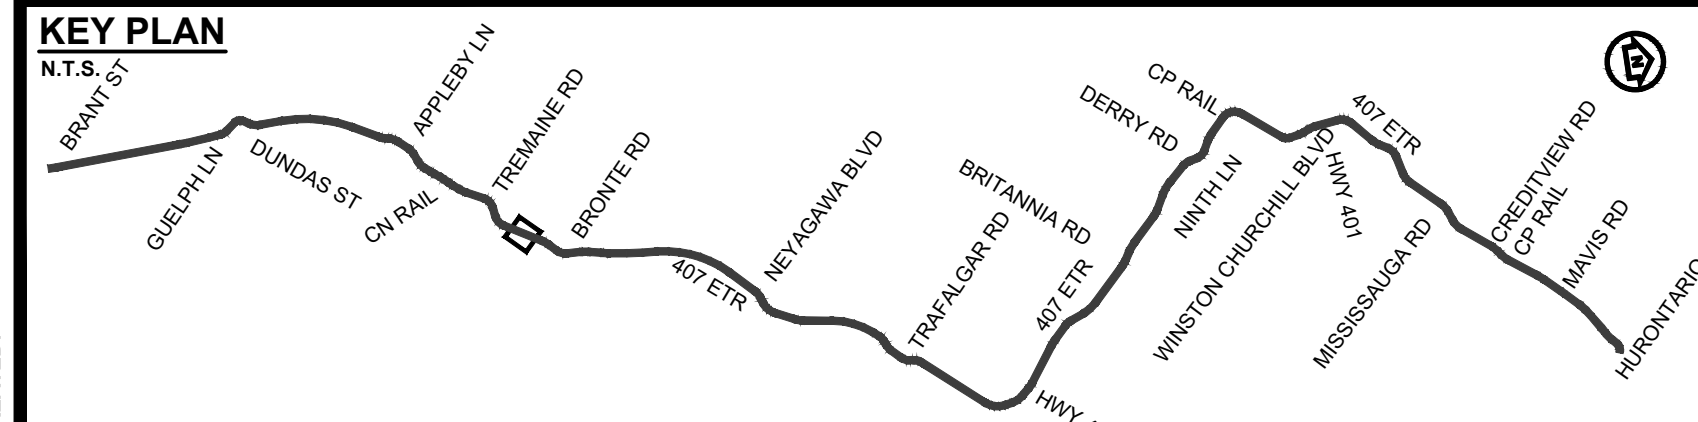 KEY PLAN
N.T.S.
BRANT ST
GUELPH LN
DUNDAS ST
CN RAIL
APPLEBY LN
TREMAINE RD
BRONTE RD
407 ETR
NEYAGAWA BLVD
TRAFALGAR RD
HWY
407 ETR
BRITANNIA RD
DERRY RD
CP RAIL
NINTH LN
WINSTON CHURCHILL BLVD
HWY 401
407 ETR
MISSISSAUGA RD
CREDITVIEW RD
CP RAIL
MAVIS RD
HURONTARIO
N